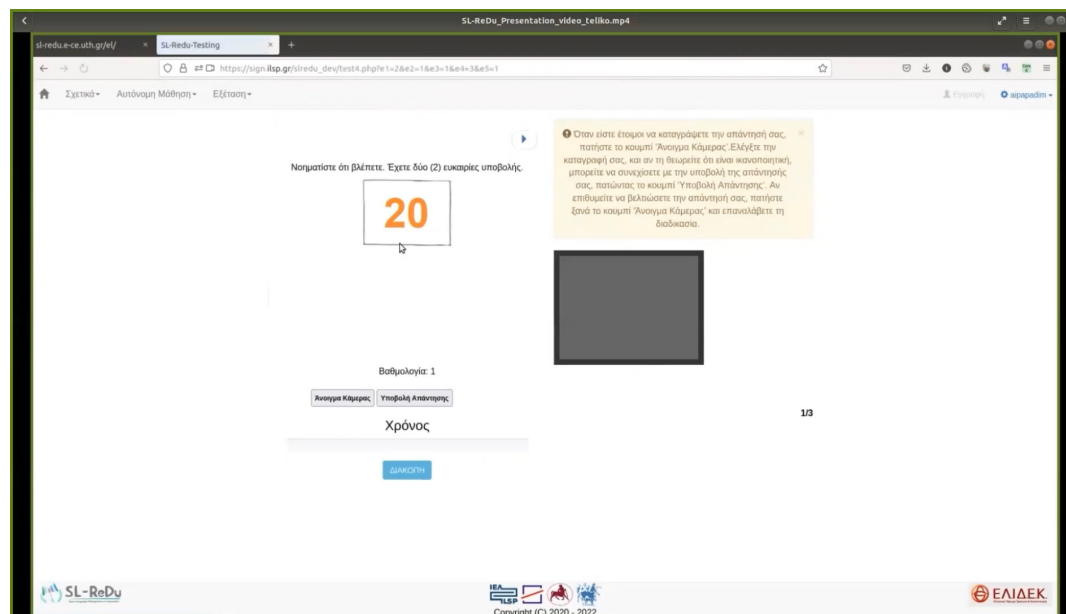 SL-ReDu_Presentation_video_teliko.mp4
sl-redu.e-ce.uth.gr/el/
SL-Redu-Testing
https://sign.ilsp.gr/slredu_dev/test4.php?e1=2&e2=1&e3=1&e4=3&e5=1
Σχετικά
Αυτόνομη Μάθηση
Εξέταση
Εγγραφή
aipapadim
Νοηματίστε ότι βλέπετε. Έχετε δύο (2) ευκαιρίες υποβολής.
20
Βαθμολογία: 1
Άνοιγμα Κάμερας
Υποβολή Απάντησης
Χρόνος
ΔΙΑΚΟΠΗ
Όταν είστε έτοιμοι να καταγράψετε την απάντησή σας,
πατήστε το κουμπί 'Άνοιγμα Κάμερας'.Ελέγξτε την
καταγραφή σας, και αν τη θεωρείτε ότι είναι ικανοποιητική,
μπορείτε να συνεχίσετε με την υποβολή της απάντησής
σας, πατώντας το κουμπί 'Υποβολή Απάντησης'. Αν
επιθυμείτε να βελτιώσετε την απάντησή σας, πατήστε
ξανά το κουμπί 'Άνοιγμα Κάμερας' και επαναλάβετε τη
διαδικασία.
1/3
SL-ReDu
ΙΕΛ
ILSP
Copyright (C) 2020 - 2022
ΕΛΙΔΕΚ